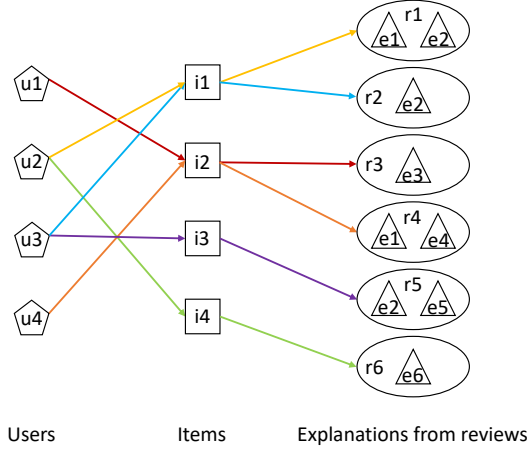 r1
e1 e2
u1 i1
r2 e2
u2 i2
r3 e3
r4
e1 e4
u3 i3
r5
e2 e5
u4 i4
r6 e6
Users Items Explanations from reviews